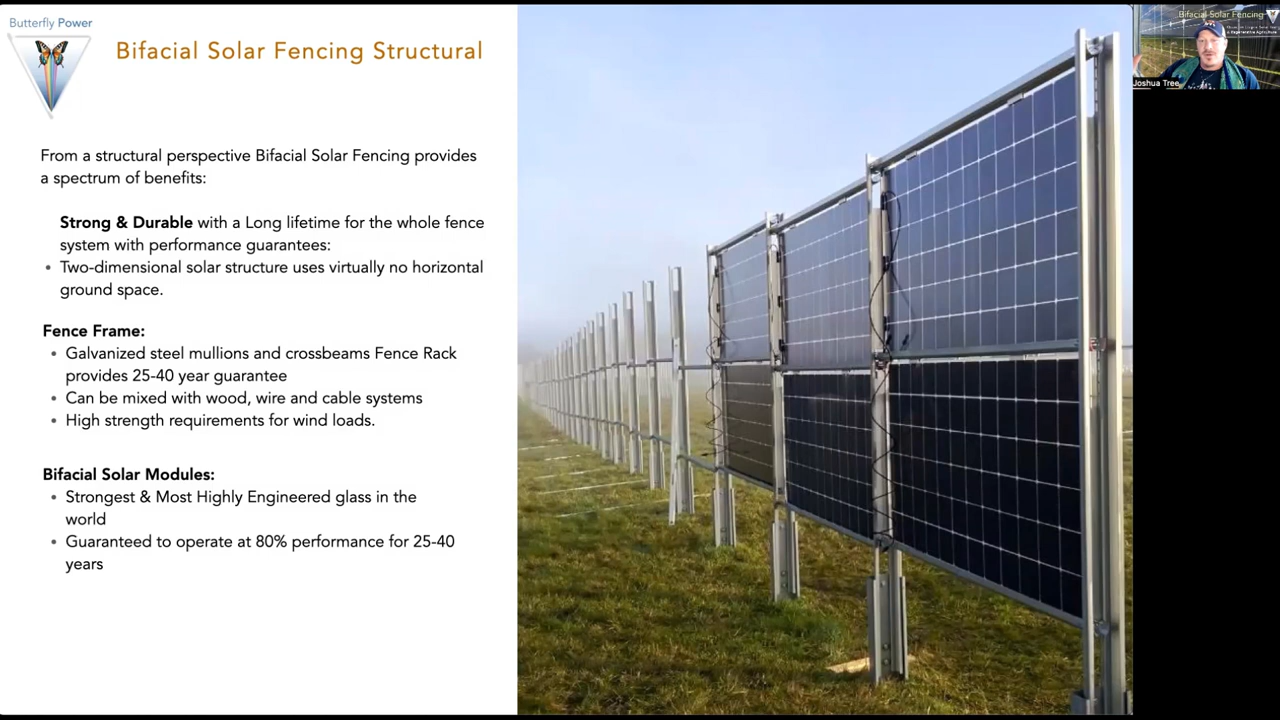 Butterfly Power
Bifacial Solar Fencing Structural
From a structural perspective Bifacial Solar Fencing provides
a spectrum of benefits:
Strong & Durable with a Long lifetime for the whole fence
system with performance guarantees:
• Two-dimensional solar structure uses virtually no horizontal
ground space.
Fence Frame:
• Galvanized steel mullions and crossbeams Fence Rack
provides 25-40 year guarantee
• Can be mixed with wood, wire and cable systems
• High strength requirements for wind loads.
Bifacial Solar Modules:
• Strongest & Most Highly Engineered glass in the
world
• Guaranteed to operate at 80% performance for 25-40
years
Bifacial Solar Fencing
& Regenerative Agriculture
Joshua Tree